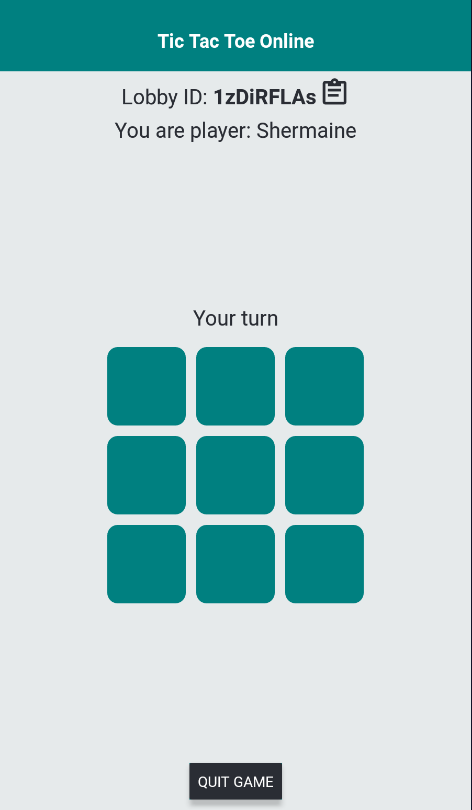 Tic Tac Toe Online
Lobby ID: 1zDiRFLAs
You are player: Shermaine
Your turn
QUIT GAME